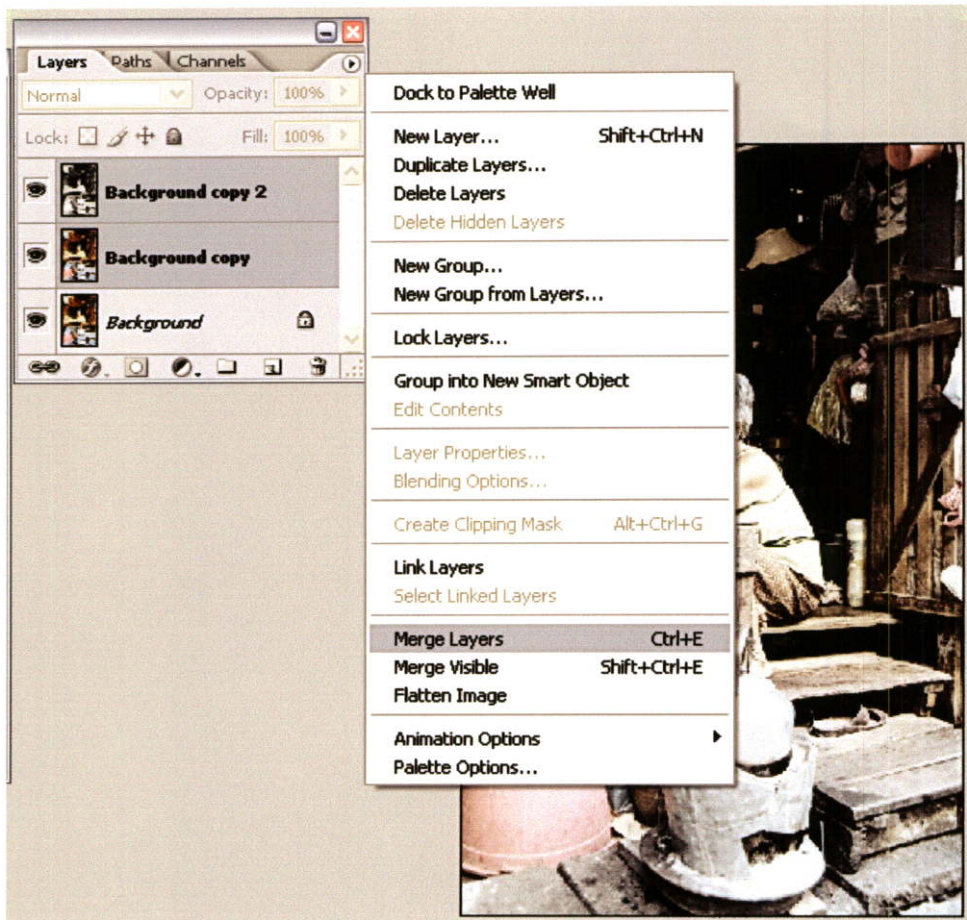 Layers Paths Channels
Normal Opacity: 100%
Lock: Fill: 100%
Background copy 2
Background copy
Background
Dock to Palette Well
New Layer... Shift+Ctrl+N
Duplicate Layers...
Delete Layers
Delete Hidden Layers
New Group...
New Group from Layers...
Lock Layers...
Group into New Smart Object
Edit Contents
Layer Properties...
Blending Options...
Create Clipping Mask Alt+Ctrl+G
Link Layers
Select Linked Layers
Merge Layers Ctrl+E
Merge Visible Shift+Ctrl+E
Flatten Image
Animation Options
Palette Options...